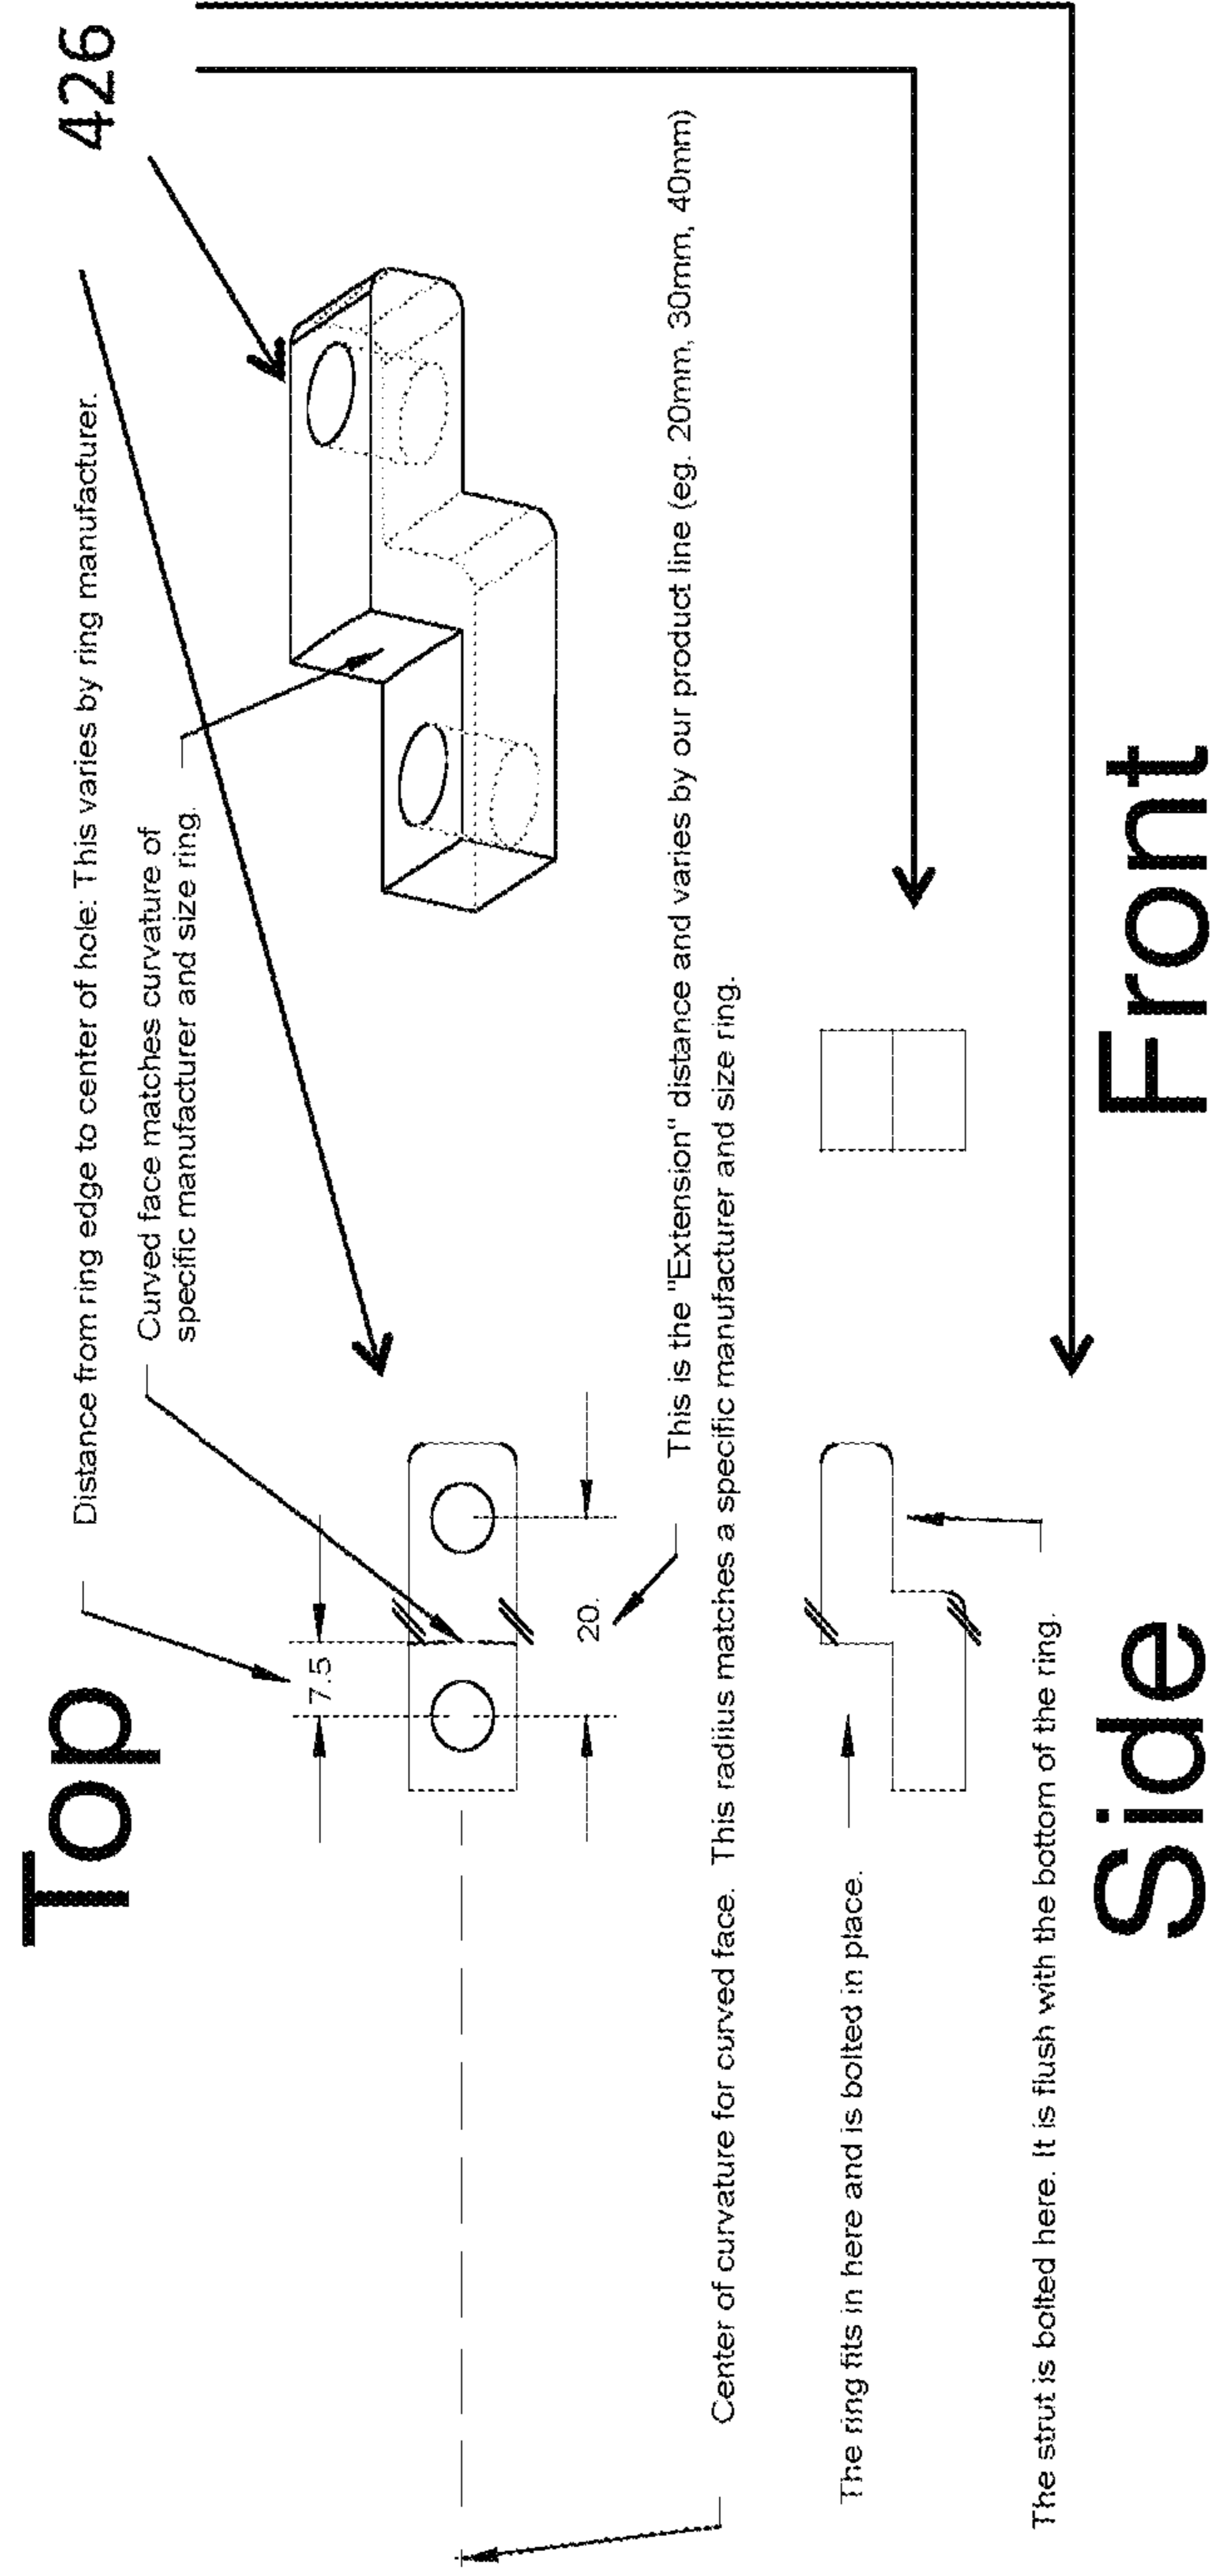 Top
426
Distance from ring edge to center of hole. This varies by ring manufacturer.
Curved face matches curvature of
specific manufacturer and size ring.
7.5
20.
This is the "Extension" distance and varies by our product line (eg. 20mm, 30mm, 40mm)
Center of curvature for curved face. This radius matches a specific manufacturer and size ring.
The ring fits in here and is bolted in place.
The strut is bolted here. It is flush with the bottom of the ring.
Side
Front